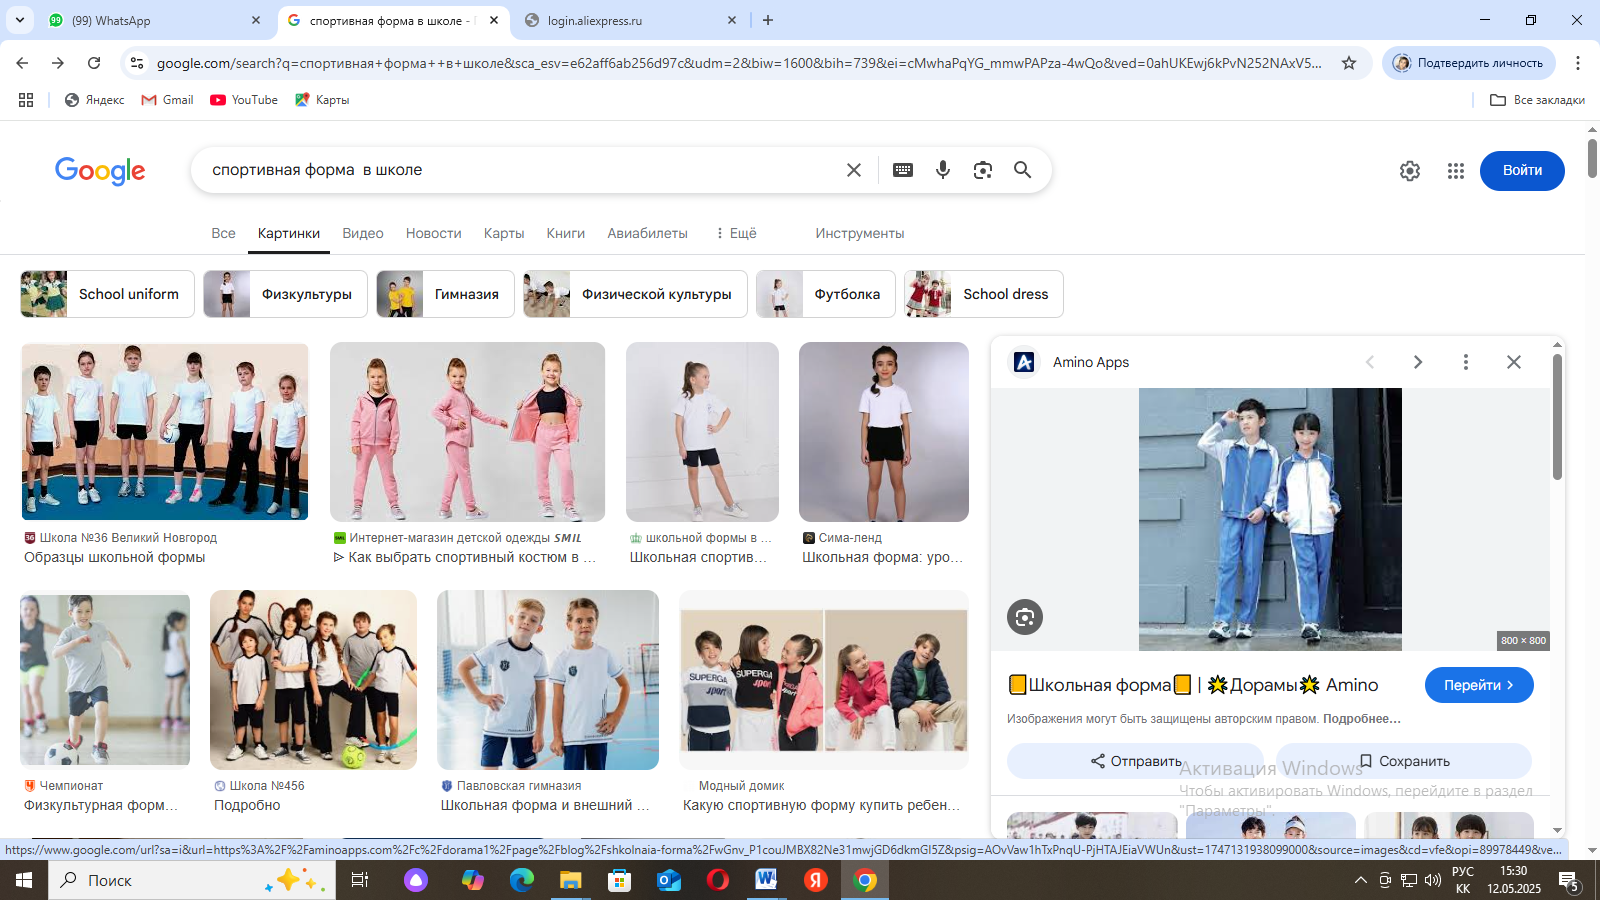 (99) WhatsApp
спортивная форма в школе -
login.aliexpress.ru
google.com/search?q=спортивная+форма++в+школе&sca_esv=e62aff6ab256d97c&udm=2&biw=1600&bih=739&ei=cMwhaPqYG_mmwPAPza-4wQo&ved=0ahUKEwj6kPvN252NAxV5...
Подтвердить личность
Яндекс
Gmail
YouTube
Карты
Все закладки
Google
спортивная форма  в школе
Войти
Все
Картинки
Видео
Новости
Карты
Книги
Авиабилеты
Ещё
Инструменты
School uniform
Физкультуры
Гимназия
Физической культуры
Футболка
School dress
Amino Apps
Школа №36 Великий Новгород
Образцы школьной формы
Интернет-магазин детской одежды SMIL
ᐉ Как выбрать спортивный костюм в ...
школьной формы в ...
Школьная спортив...
Сима-ленд
Школьная форма: уро...
800 × 800
📒Школьная форма📒 | 🌟Дорамы🌟 Amino
Перейти
Изображения могут быть защищены авторским правом. Подробнее...
Отправить
Сохранить
SUPERGA
sport
SUPERGA
sport
Чемпионат
Физкультурная форм...
Школа №456
Подробно
Павловская гимназия
Школьная форма и внешний ...
Модный домик
Какую спортивную форму купить ребен...
Активация Windows
Чтобы активировать Windows, перейдите в раздел
"Параметры".
https://www.google.com/url?sa=i&url=https%3A%2F%2Faminoapps.com%2Fc%2Fdorama1%2Fpage%2Fblog%2Fshkolnaia-forma%2FwGnv_P1couJMBX82Ne31mwjGD6dkmGl5Z&psig=AOvVaw1hTxPnqU-PjHTAJEiaVWUn&ust=1747131938099000&source=images&cd=vfe&opi=89978449&ve...
Поиск
РУС
КК
15:30
12.05.2025
5